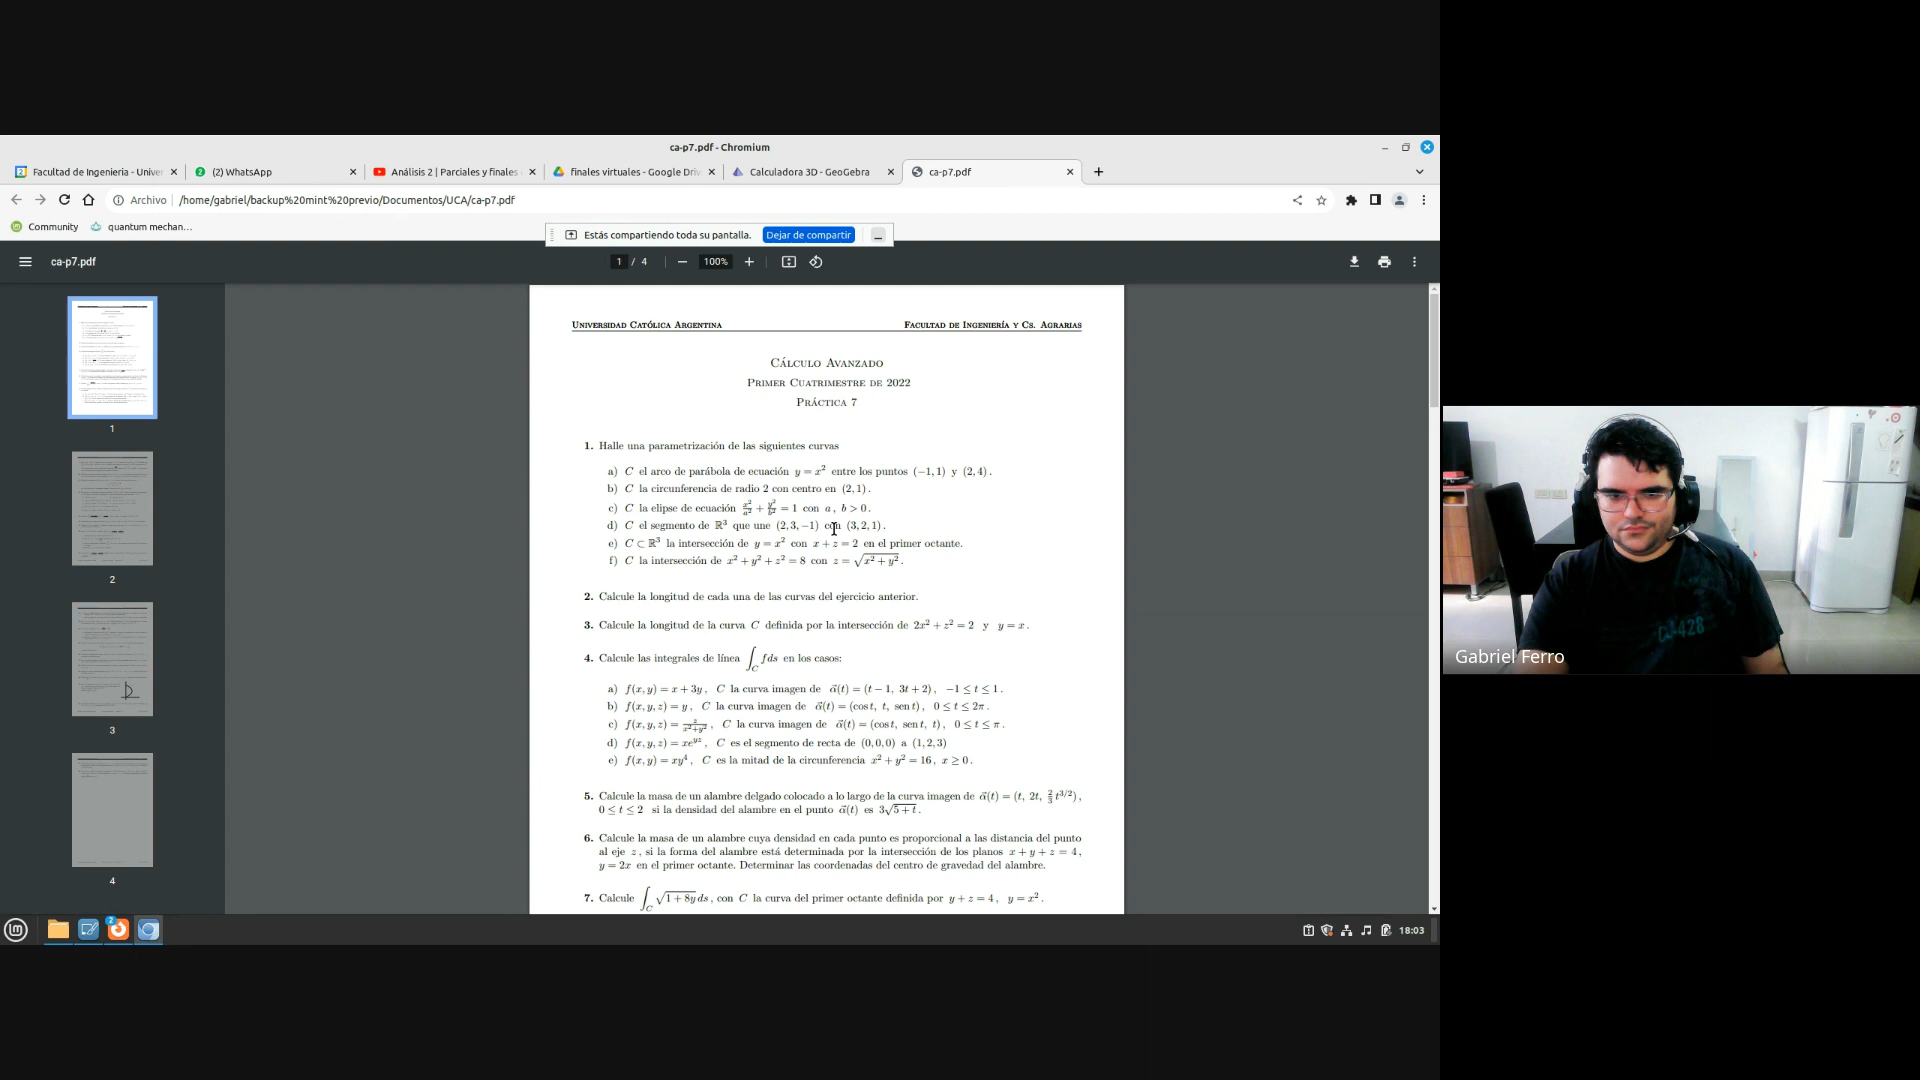 ca-p7.pdf - Chromium
Facultad de Ingenieria - Univer
(2) WhatsApp
Análisis 2 | Parciales y finales
finales virtuales - Google Driv
Calculadora 3D - GeoGebra
ca-p7.pdf
Archivo /home/gabriel/backup%20mint%20previo/Documentos/UCA/ca-p7.pdf
Community quantum mechan...
Estás compartiendo toda su pantalla. Dejar de compartir
ca-p7.pdf 1 / 4 100%
Universidad Católica Argentina Facultad de Ingeniería y Cs. Agrarias
Cálculo Avanzado
Primer Cuatrimestre de 2022
Práctica 7
1. Halle una parametrización de las siguientes curvas
a) C el arco de parábola de ecuación y = x² entre los puntos (−1, 1) y (2, 4).
b) C la circunferencia de radio 2 con centro en (2, 1).
c) C la elipse de ecuación x²/a² + y²/b² = 1 con a, b > 0.
d) C el segmento de ℝ³ que une (2, 3, −1) con (3, 2, 1).
e) C ⊂ ℝ³ la intersección de y = x² con x + z = 2 en el primer octante.
f) C la intersección de x² + y² + z² = 8 con z = √(x² + y²).
2. Calcule la longitud de cada una de las curvas del ejercicio anterior.
3. Calcule la longitud de la curva C definida por la intersección de 2x² + z² = 2 y y = x.
4. Calcule las integrales de línea ∫_C fds en los casos:
a) f(x, y) = x + 3y, C la curva imagen de α⃗(t) = (t − 1, 3t + 2), −1 ≤ t ≤ 1.
b) f(x, y, z) = y, C la curva imagen de α⃗(t) = (cos t, t, sen t), 0 ≤ t ≤ 2π.
c) f(x, y, z) = z/(x²+y²), C la curva imagen de α⃗(t) = (cos t, sen t, t), 0 ≤ t ≤ π.
d) f(x, y, z) = xe^{yz}, C es el segmento de recta de (0, 0, 0) a (1, 2, 3)
e) f(x, y) = xy⁴, C es la mitad de la circunferencia x² + y² = 16, x ≥ 0.
5. Calcule la masa de un alambre delgado colocado a lo largo de la curva imagen de α⃗(t) = (t, 2t, 2/3 t^{3/2}),
0 ≤ t ≤ 2 si la densidad del alambre en el punto α⃗(t) es 3√(5 + t).
6. Calcule la masa de un alambre cuya densidad en cada punto es proporcional a las distancia del punto
al eje z, si la forma del alambre está determinada por la intersección de los planos x + y + z = 4,
y = 2x en el primer octante. Determinar las coordenadas del centro de gravedad del alambre.
7. Calcule ∫_C √(1 + 8y) ds, con C la curva del primer octante definida por y + z = 4, y = x².
1
2
3
4
18:03
Gabriel Ferro